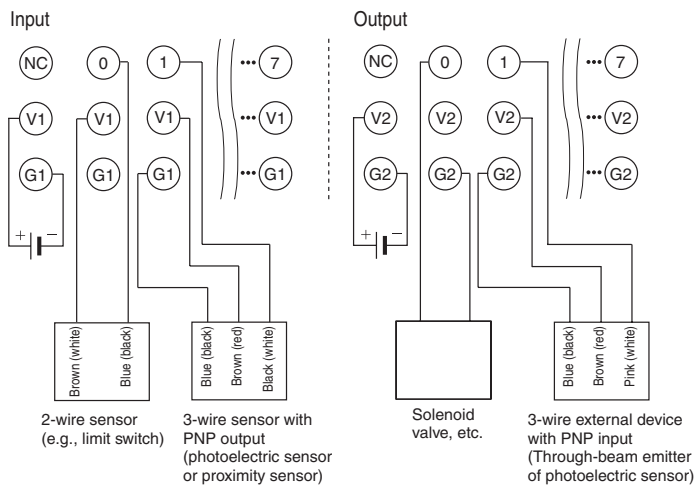 Input
Output
NC 0 1 ••• 7
NC 0 1 ••• 7
V1 V1 V1 ••• V1
V2 V2 V2 ••• V2
G1 G1 G1 ••• G1
G2 G2 G2 ••• G2
+ −
+ −
Brown (white)
Blue (black)
Blue (black)
Brown (red)
Black (white)
Blue (black)
Brown (red)
Pink (white)
2-wire sensor
(e.g., limit switch)
3-wire sensor with
PNP output
(photoelectric sensor
or proximity sensor)
Solenoid
valve, etc.
3-wire external device
with PNP input
(Through-beam emitter
of photoelectric sensor)